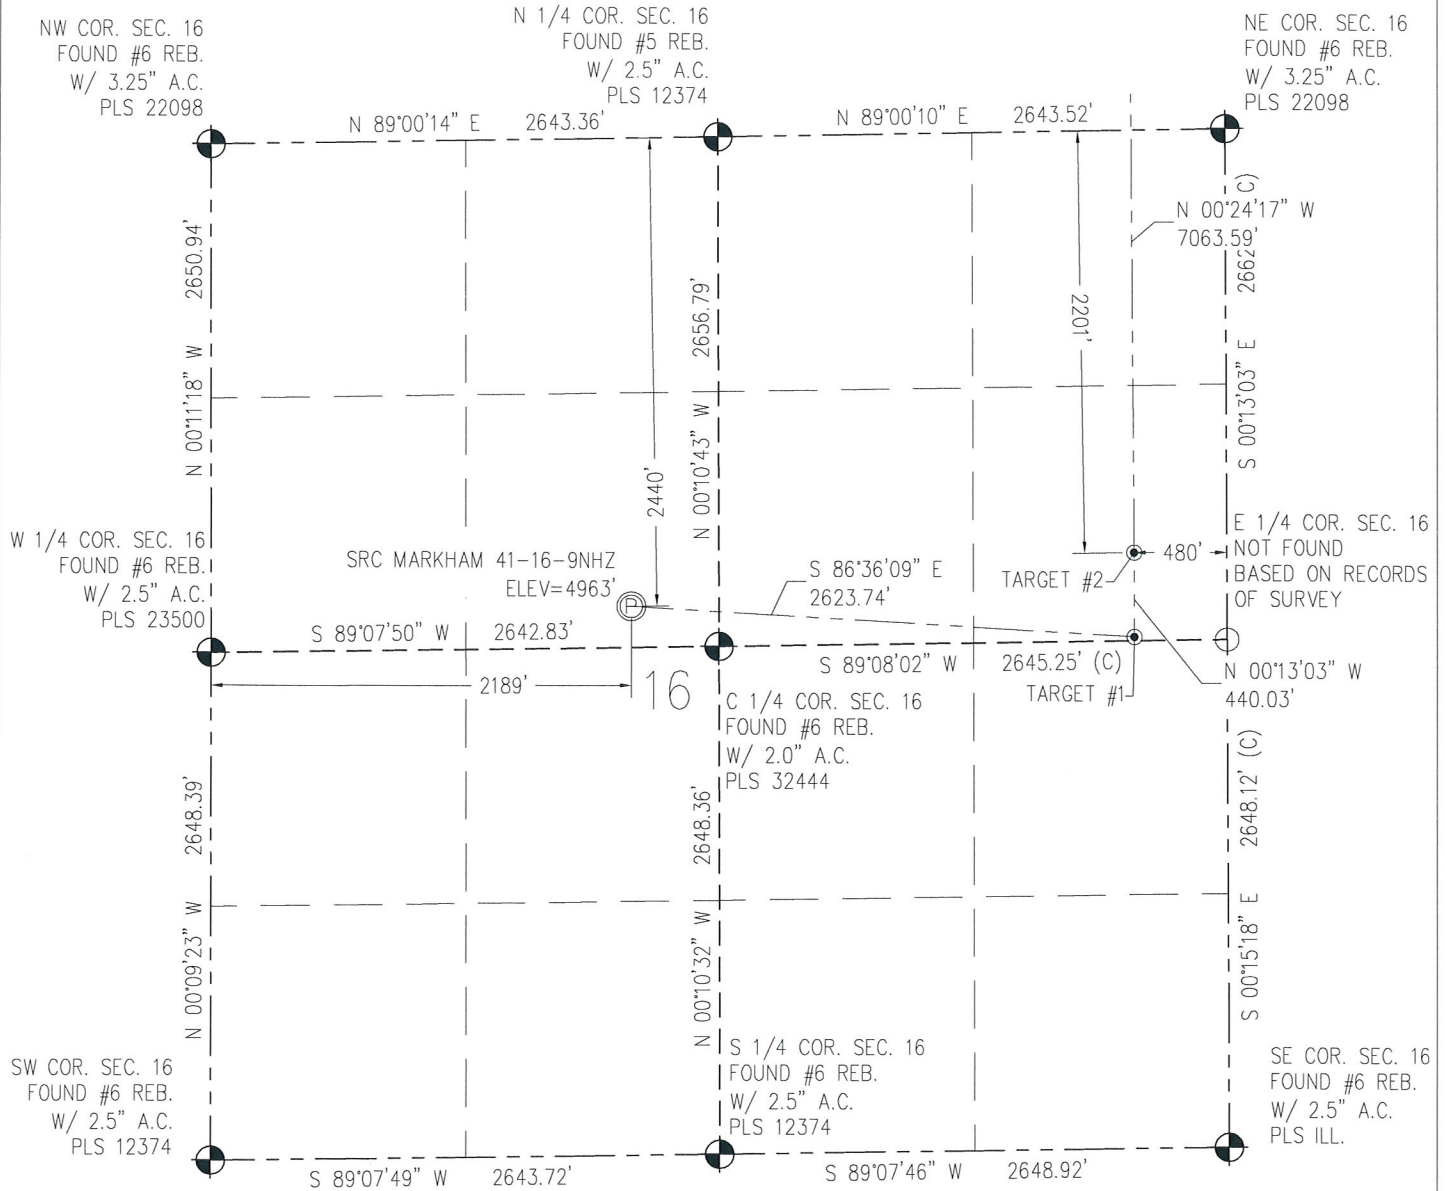 NW COR. SEC. 16
FOUND #6 REB.
W/ 3.25" A.C.
PLS 22098
N 1/4 COR. SEC. 16
FOUND #5 REB.
W/ 2.5" A.C.
PLS 12374
NE COR. SEC. 16
FOUND #6 REB.
W/ 3.25" A.C.
PLS 22098
N 89°00'14" E 2643.36'
N 89°00'10" E 2643.52'
N 00°11'18" W 2650.94'
N 00°10'43" W 2656.79'
2440'
2201'
N 00°24'17" W
7063.59'
S 00°13'03" E 2662' (C)
W 1/4 COR. SEC. 16
FOUND #6 REB.
W/ 2.5" A.C.
PLS 23500
SRC MARKHAM 41-16-9NHZ
ELEV=4963'
P
S 86°36'09" E
2623.74'
TARGET #2
480'
E 1/4 COR. SEC. 16
NOT FOUND
BASED ON RECORDS
OF SURVEY
S 89°07'50" W 2642.83'
S 89°08'02" W 2645.25' (C)
TARGET #1
N 00°13'03" W
440.03'
2189'
16
C 1/4 COR. SEC. 16
FOUND #6 REB.
W/ 2.0" A.C.
PLS 32444
N 00°09'23" W 2648.39'
N 00°10'32" W 2648.36'
S 00°15'18" E 2648.12' (C)
SW COR. SEC. 16
FOUND #6 REB.
W/ 2.5" A.C.
PLS 12374
S 1/4 COR. SEC. 16
FOUND #6 REB.
W/ 2.5" A.C.
PLS 12374
SE COR. SEC. 16
FOUND #6 REB.
W/ 2.5" A.C.
PLS ILL.
S 89°07'49" W 2643.72'
S 89°07'46" W 2648.92'